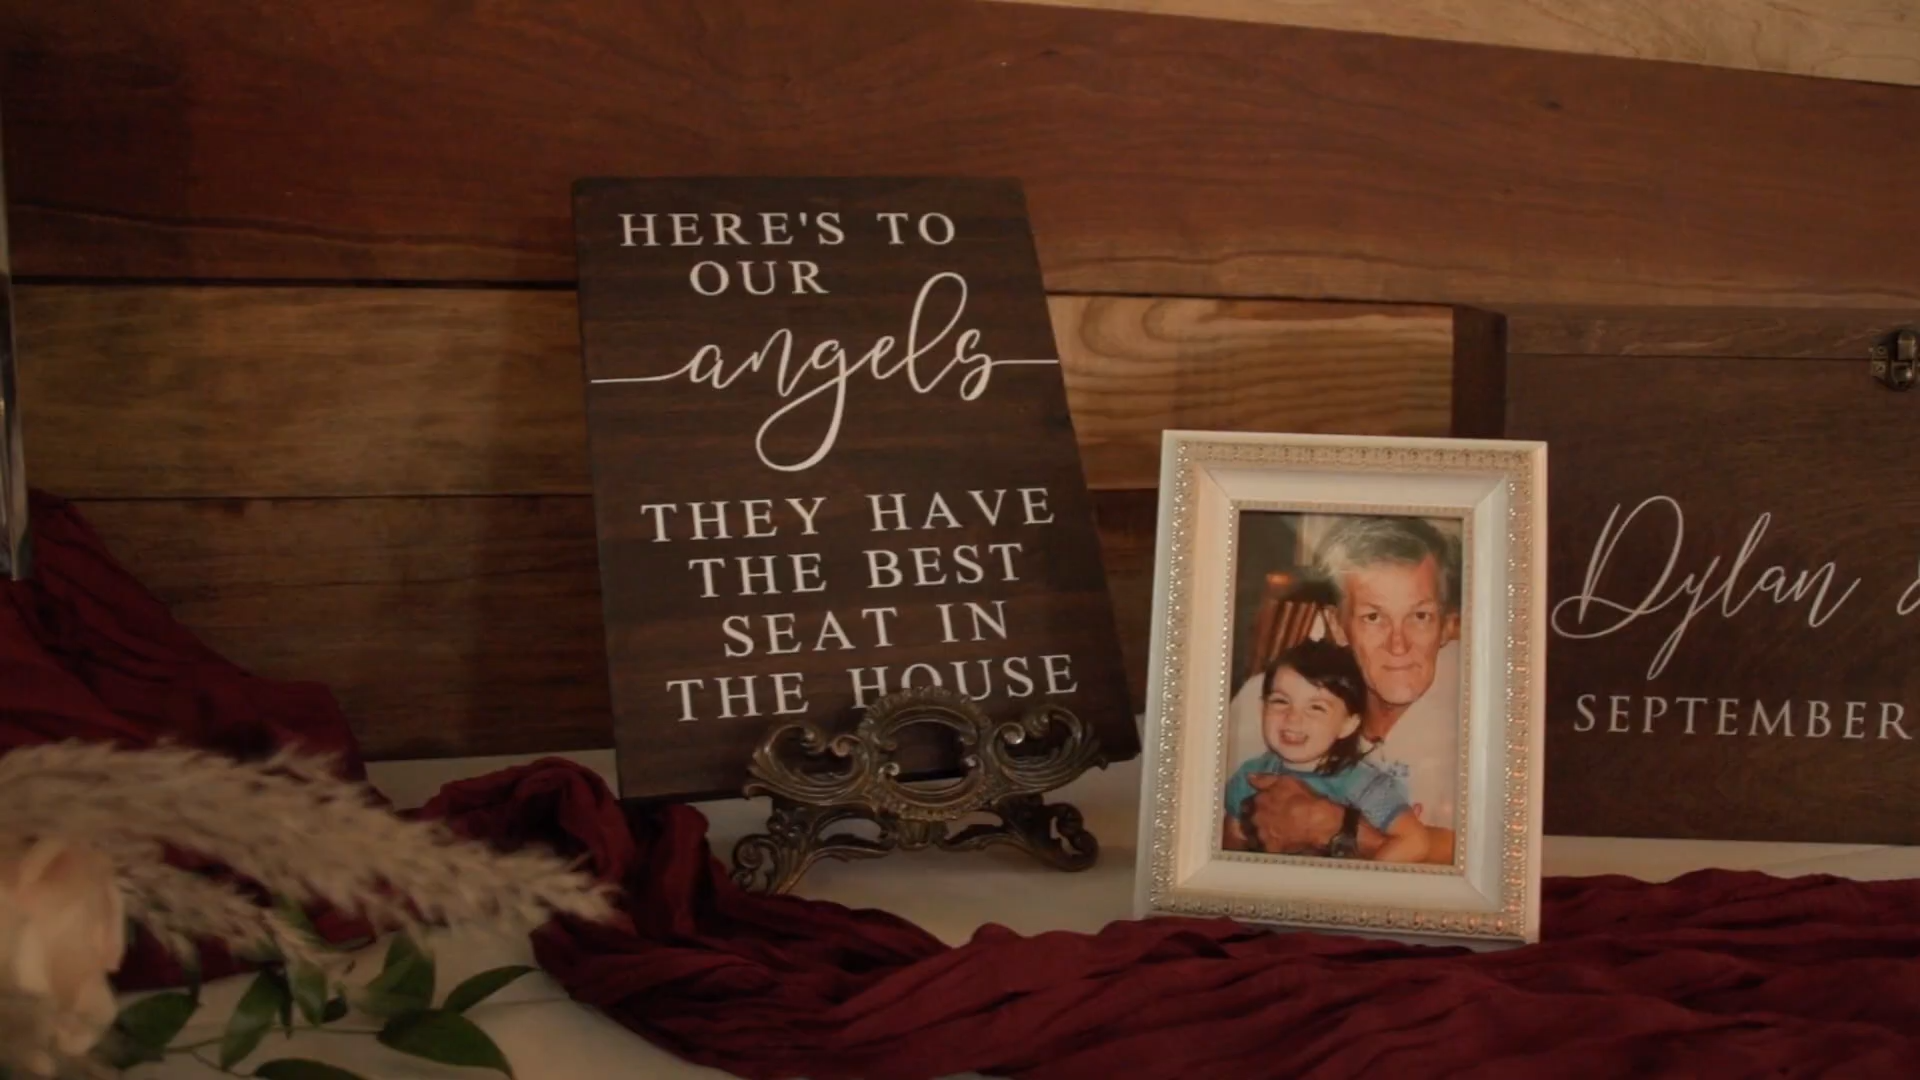 HERE'S TO
OUR
angels
THEY HAVE
THE BEST
SEAT IN
THE HOUSE
Dylan
SEPTEMBER